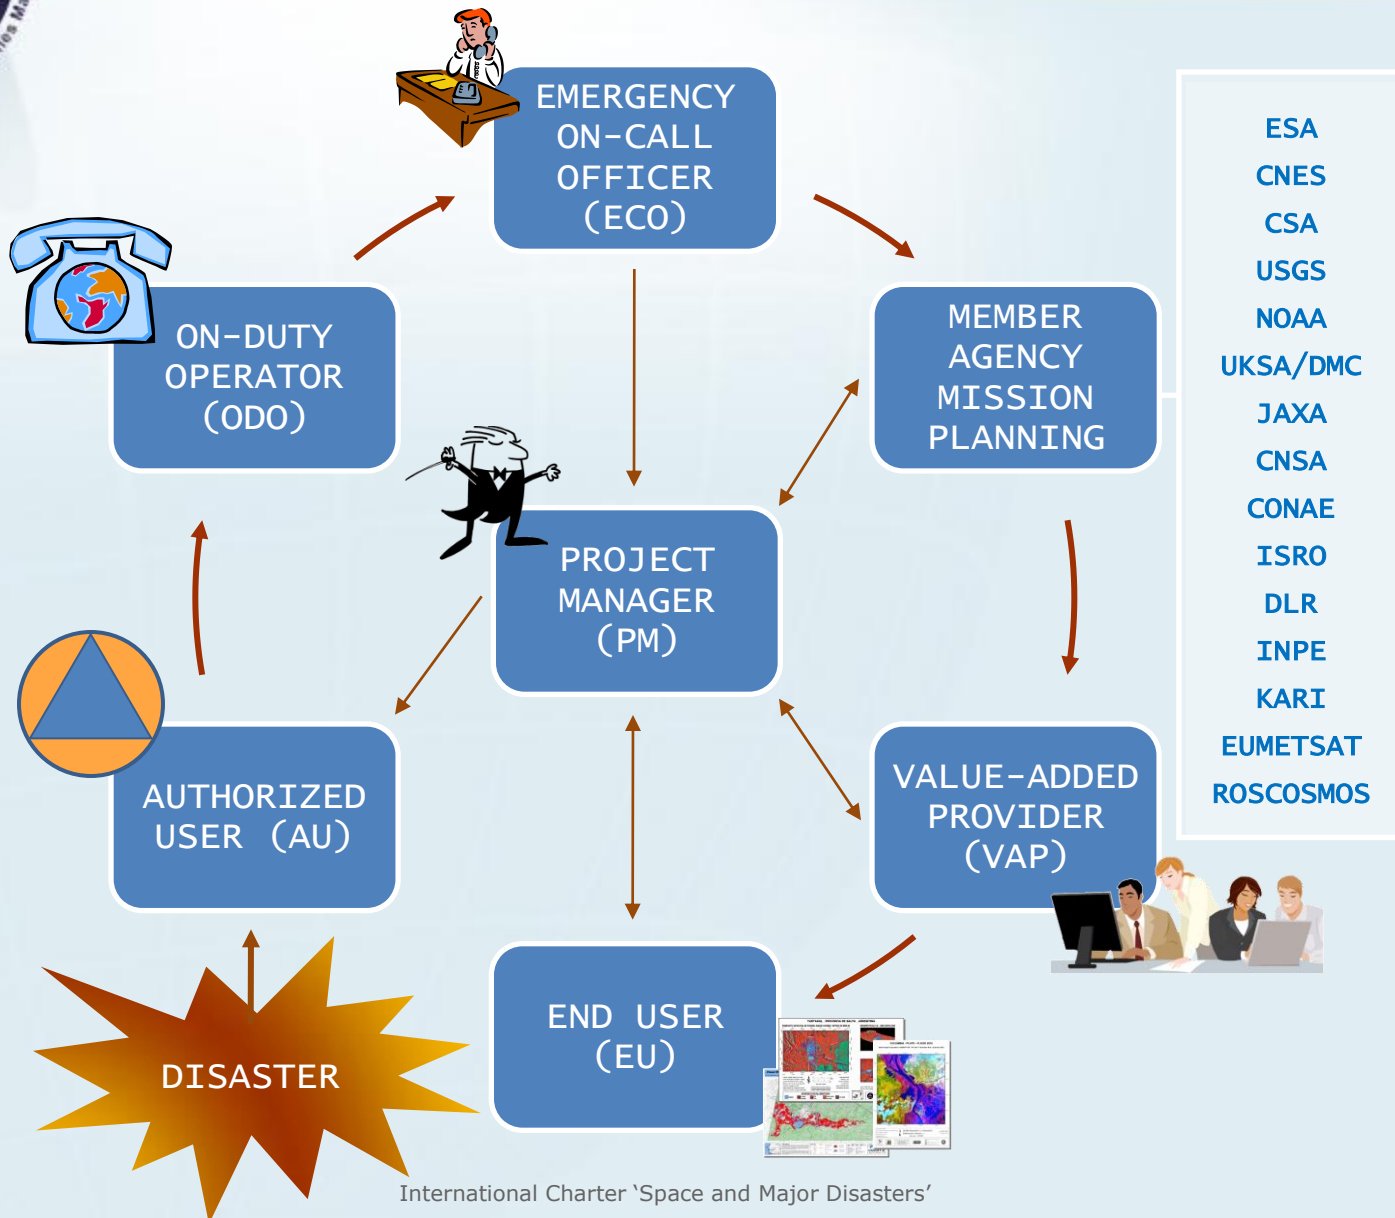 EMERGENCY
ON-CALL
OFFICER
(ECO)
ON-DUTY
OPERATOR
(ODO)
MEMBER
AGENCY
MISSION
PLANNING
PROJECT
MANAGER
(PM)
AUTHORIZED
USER (AU)
VALUE-ADDED
PROVIDER
(VAP)
END USER
(EU)
DISASTER
ESA
CNES
CSA
USGS
NOAA
UKSA/DMC
JAXA
CNSA
CONAE
ISRO
DLR
INPE
KARI
EUMETSAT
ROSCOSMOS
International Charter ‘Space and Major Disasters’